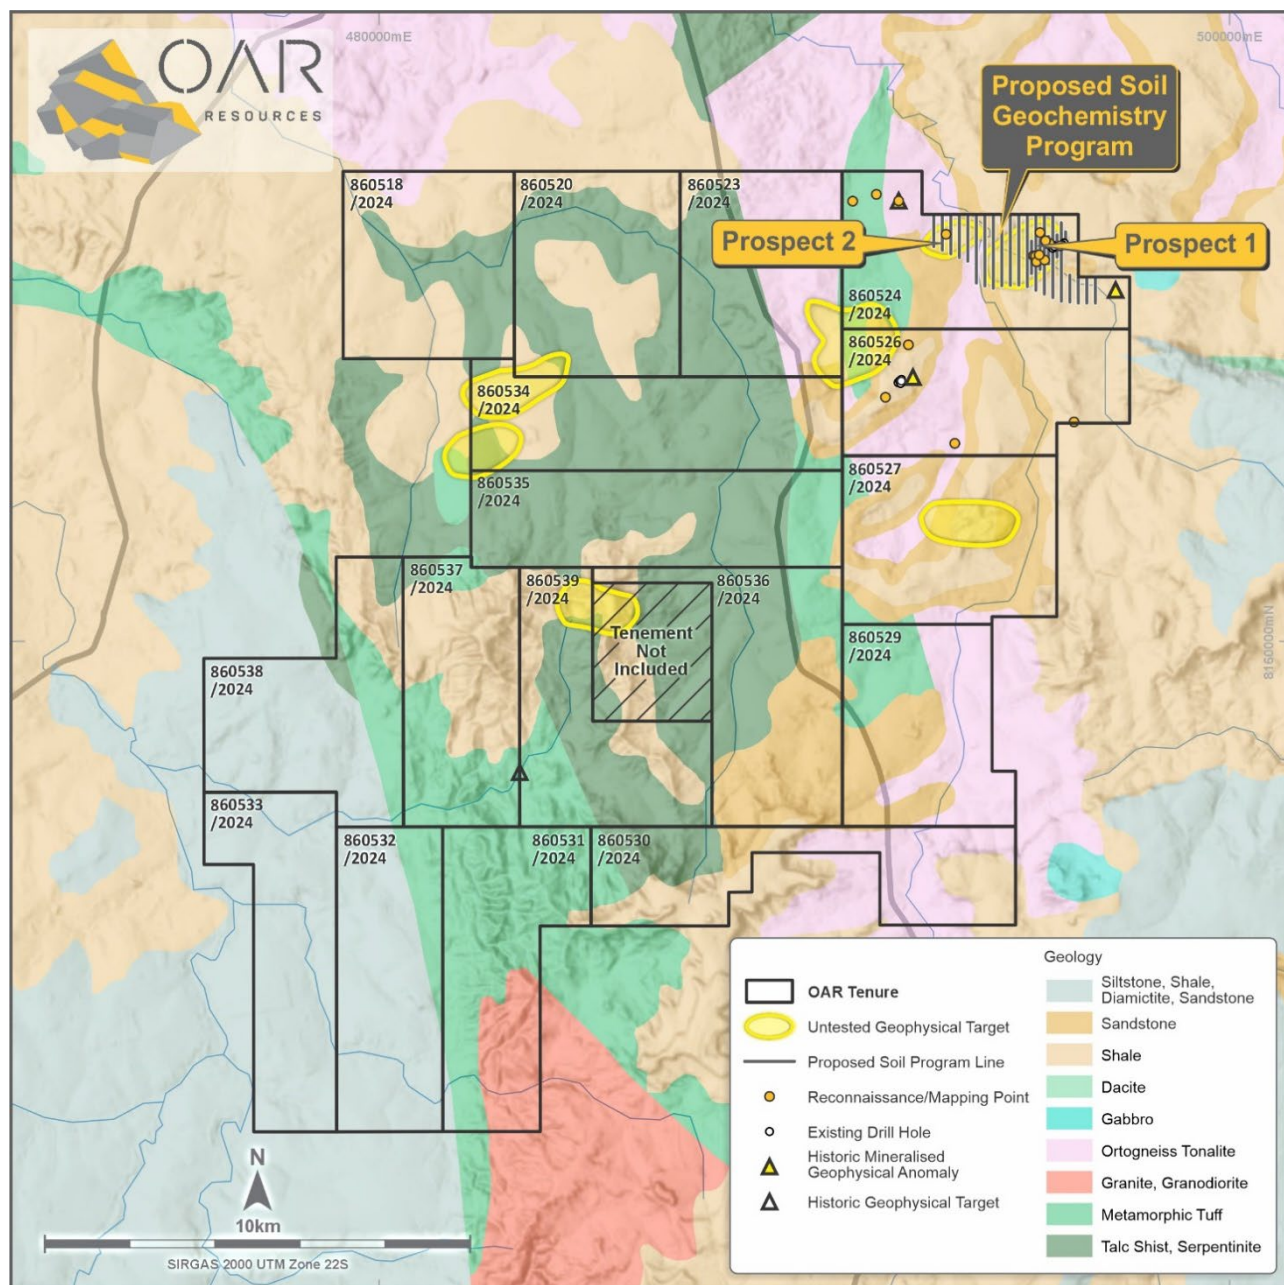 OAR
RESOURCES
480000mE
500000mE
Proposed Soil
Geochemistry
Program
860518
/2024
860520
/2024
860523
/2024
Prospect 2
Prospect 1
860524
/2024
860526
/2024
860534
/2024
860535
/2024
860527
/2024
860537
/2024
860539
/2024
860536
/2024
Tenement
Not
Included
860529
/2024
8160000mN
860538
/2024
860533
/2024
860532
/2024
860531
/2024
860530
/2024
N
10km
SIRGAS 2000 UTM Zone 22S
OAR Tenure
Untested Geophysical Target
Proposed Soil Program Line
Reconnaissance/Mapping Point
Existing Drill Hole
Historic Mineralised
Geophysical Anomaly
Historic Geophysical Target
Geology
Siltstone, Shale,
Diamictite, Sandstone
Sandstone
Shale
Dacite
Gabbro
Ortogneiss Tonalite
Granite, Granodiorite
Metamorphic Tuff
Talc Shist, Serpentinite